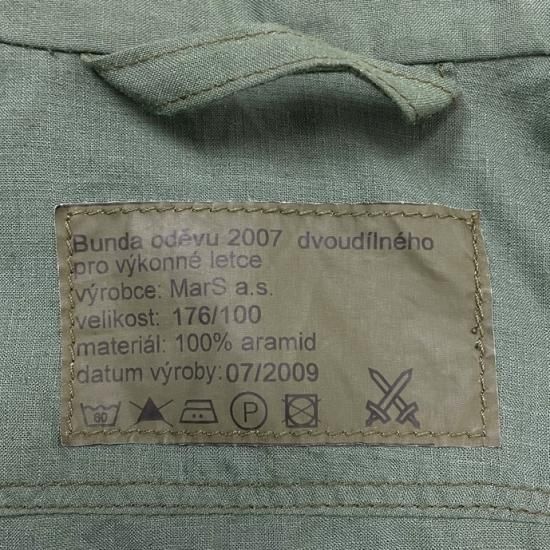 Bunda oděvu 2007 dvoudílného
pro výkonné letce
výrobce: MarS a.s.
velikost: 176/100
materiál: 100% aramid
datum výroby: 07/2009
60 P